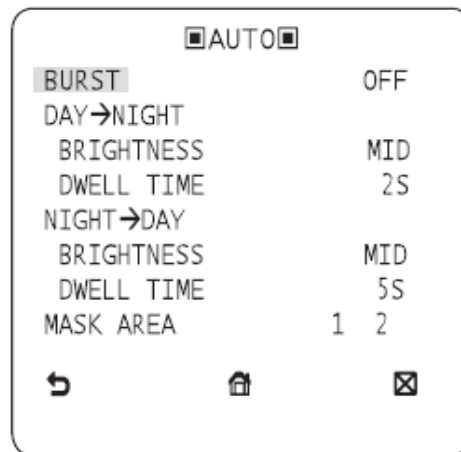 ▣AUTO▣
BURST OFF
DAY→NIGHT
BRIGHTNESS MID
DWELL TIME 2S
NIGHT→DAY
BRIGHTNESS MID
DWELL TIME 5S
MASK AREA 1 2